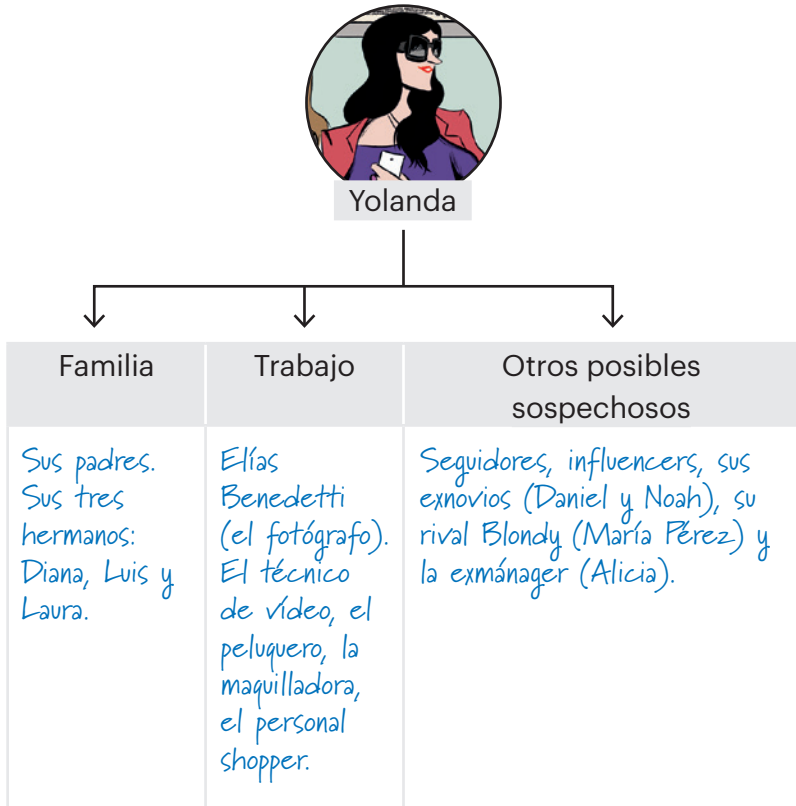 Yolanda
Familia
Trabajo
Otros posibles
sospechosos
Sus padres.
Sus tres
hermanos:
Diana, Luis y
Laura.
Elías
Benedetti
(el fotógrafo).
El técnico
de vídeo, el
peluquero, la
maquilladora,
el personal
shopper.
Seguidores, influencers, sus
exnovios (Daniel y Noah), su
rival Blondy (María Pérez) y
la exmánager (Alicia).